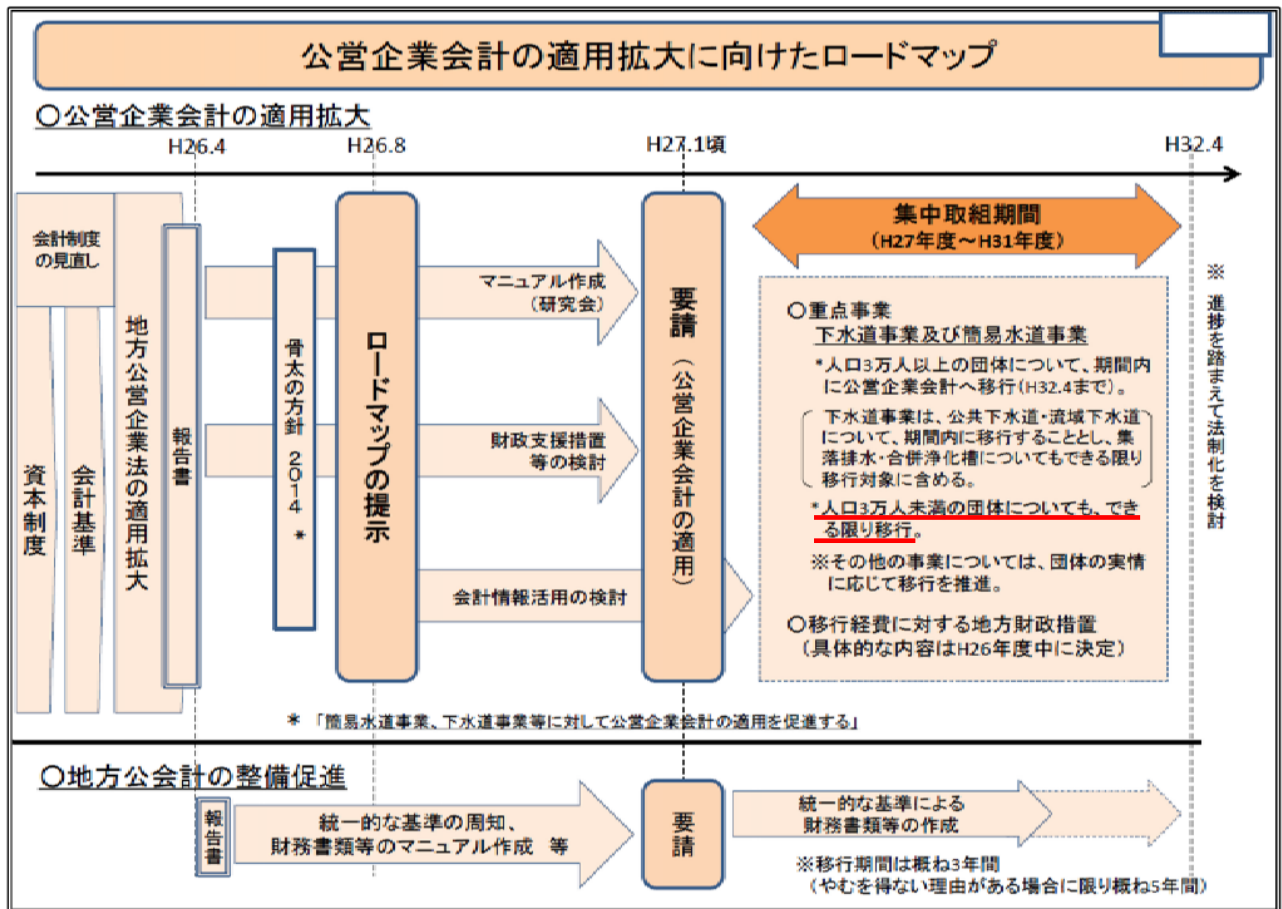 公営企業会計の適用拡大に向けたロードマップ
〇公営企業会計の適用拡大
H26.4
H26.8
H27.1頃
H32.4
会計制度
の見直し
資本制度
会計基準
地方公営企業法の適用拡大
報告書
骨太の方針 2014 *
ロードマップの提示
マニュアル作成
(研究会)
財政支援措置
等の検討
会計情報活用の検討
要請(公営企業会計の適用)
集中取組期間
(H27年度～H31年度)
〇重点事業
下水道事業及び簡易水道事業
*人口3万人以上の団体について、期間内
に公営企業会計へ移行(H32.4まで)。
下水道事業は、公共下水道・流域下水道
について、期間内に移行することとし、集
落排水・合併浄化槽についてもできる限り
移行対象に含める。
*人口3万人未満の団体についても、でき
る限り移行。
※その他の事業については、団体の実情
に応じて移行を推進。
〇移行経費に対する地方財政措置
(具体的な内容はH26年度中に決定)
※ 進捗を踏まえて法制化を検討
* 「簡易水道事業、下水道事業等に対して公営企業会計の適用を促進する」
〇地方公会計の整備促進
報告書
統一的な基準の周知、
財務書類等のマニュアル作成 等
要請
統一的な基準による
財務書類等の作成
※移行期間は概ね3年間
(やむを得ない理由がある場合に限り概ね5年間)